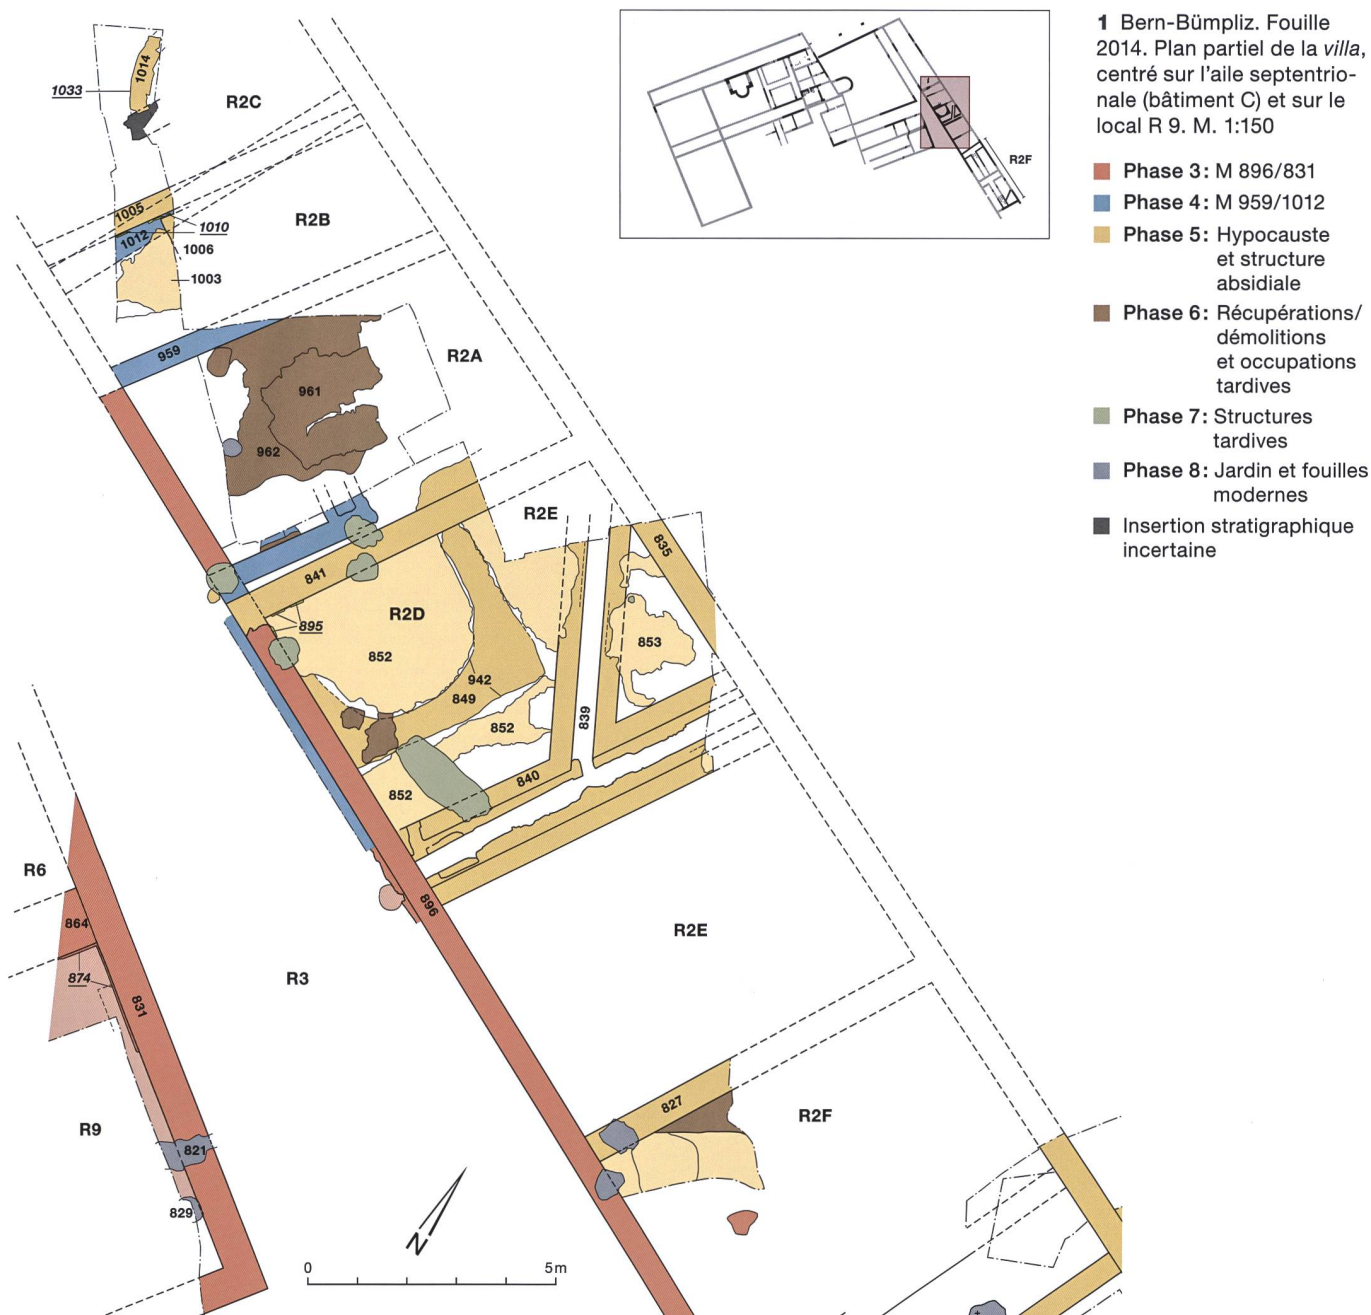 1 Bern-Bümpliz. Fouille
2014. Plan partiel de la villa,
centré sur l'aile septentrio-
nale (bâtiment C) et sur le
local R 9. M. 1:150
Phase 3: M 896/831
Phase 4: M 959/1012
Phase 5: Hypocauste
et structure
absidiale
Phase 6: Récupérations/
démolitions
et occupations
tardives
Phase 7: Structures
tardives
Phase 8: Jardin et fouilles
modernes
Insertion stratigraphique
incertaine
R2F
1014
1033
R2C
1005
1010
R2B
1012
1006
1003
959
R2A
961
962
R2E
835
841
R2D
895
852
853
942
849
852
839
840
852
896
R6
864
874
R3
R2E
831
827
R2F
R9
821
829
N
0
5m